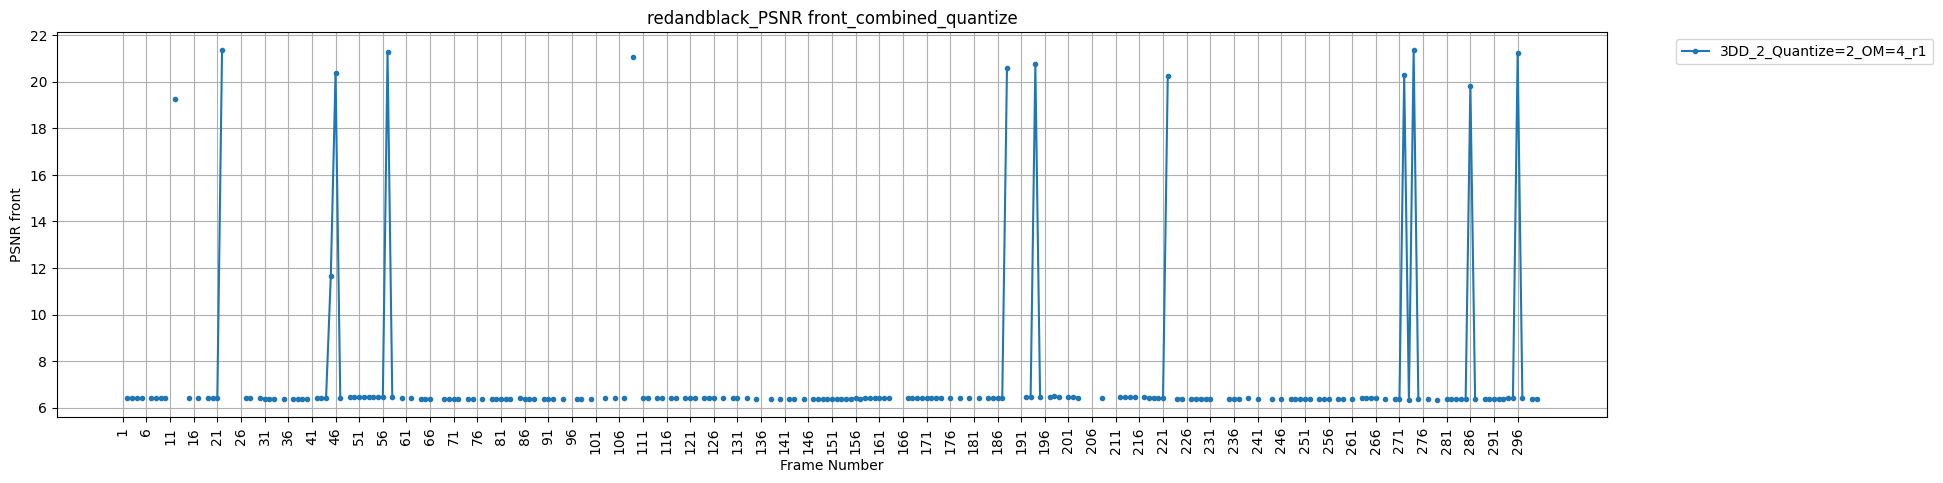 redandblack_PSNR front_combined_quantize
3DD_2_Quantize=2_OM=4_r1
PSNR front
22
20
18
16
14
12
10
8
6
1 6 11 16 21 26 31 36 41 46 51 56 61 66 71 76 81 86 91 96 101 106 111 116 121 126 131 136 141 146 151 156 161 166 171 176 181 186 191 196 201 206 211 216 221 226 231 236 241 246 251 256 261 266 271 276 281 286 291 296
Frame Number